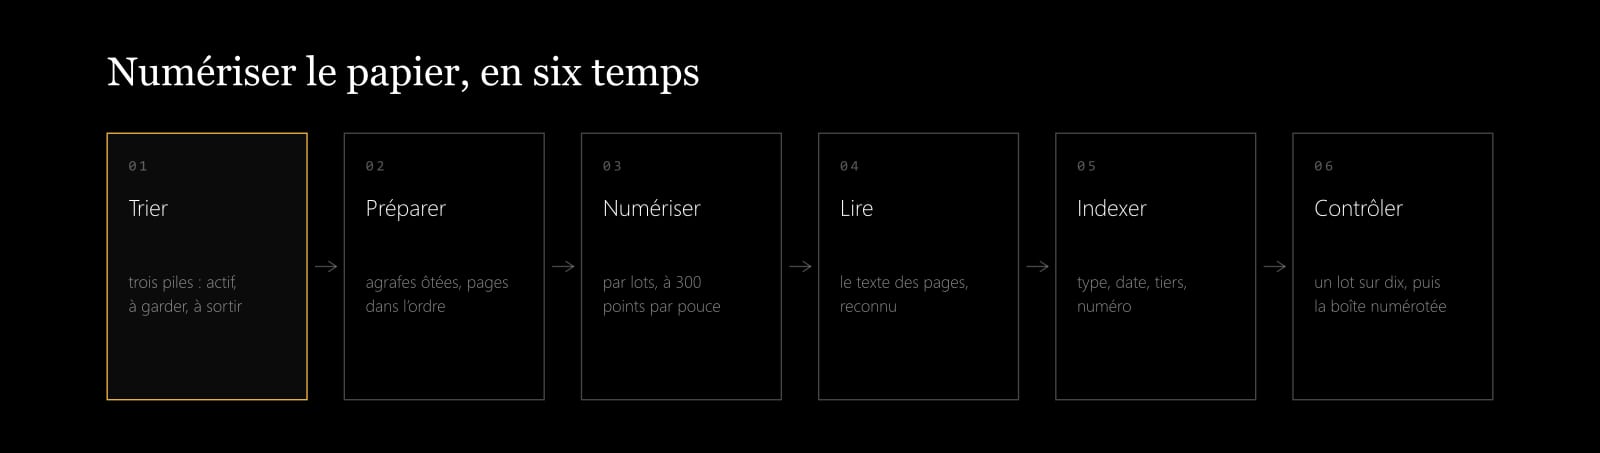 Numériser le papier, en six temps
01
Trier
trois piles : actif,
à garder, à sortir
02
Préparer
agrafes ôtées, pages
dans l’ordre
03
Numériser
par lots, à 300
points par pouce
04
Lire
le texte des pages,
reconnu
05
Indexer
type, date, tiers,
numéro
06
Contrôler
un lot sur dix, puis
la boîte numérotée